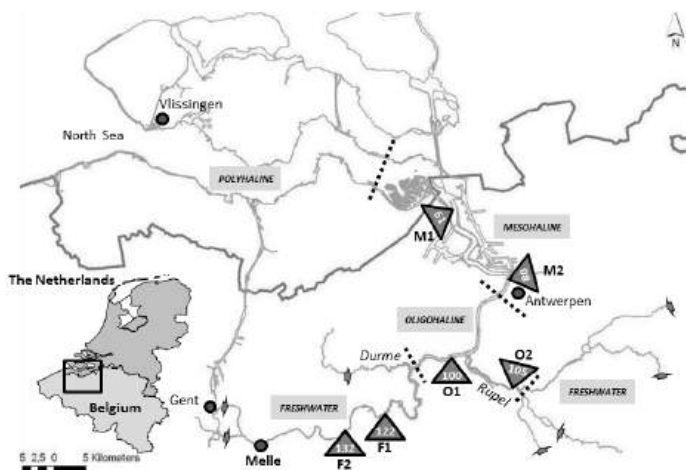 N
Vlissingen
North Sea
POLYHALINE
61
M1
MESOHALINE
The Netherlands
M2
Antwerpen
OLIGOHALINE
Durme
O2
105
100
Rupel
O1
FRESHWATER
Belgium
Gent
FRESHWATER
122
F1
132
F2
Melle
5 2,5 0 5 Kilometers